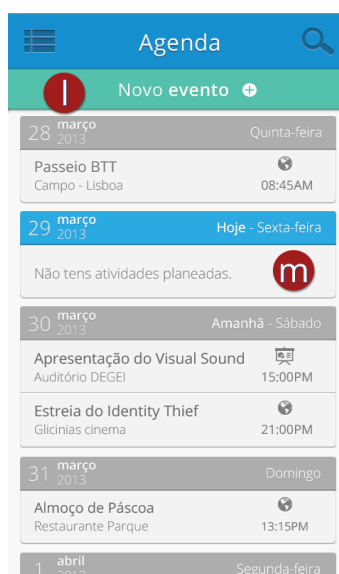 Agenda
l
Novo evento
28 março 2013 Quinta-feira
Passeio BTT
Campo - Lisboa 08:45AM
29 março 2013 Hoje - Sexta-feira
Não tens atividades planeadas.
m
30 março 2013 Amanhã - Sábado
Apresentação do Visual Sound
Auditório DEGEI 15:00PM
Estreia do Identity Thief
Glicinias cinema 21:00PM
31 março 2013 Domingo
Almoço de Páscoa
Restaurante Parque 13:15PM
1 abril 2013 Segunda-feira